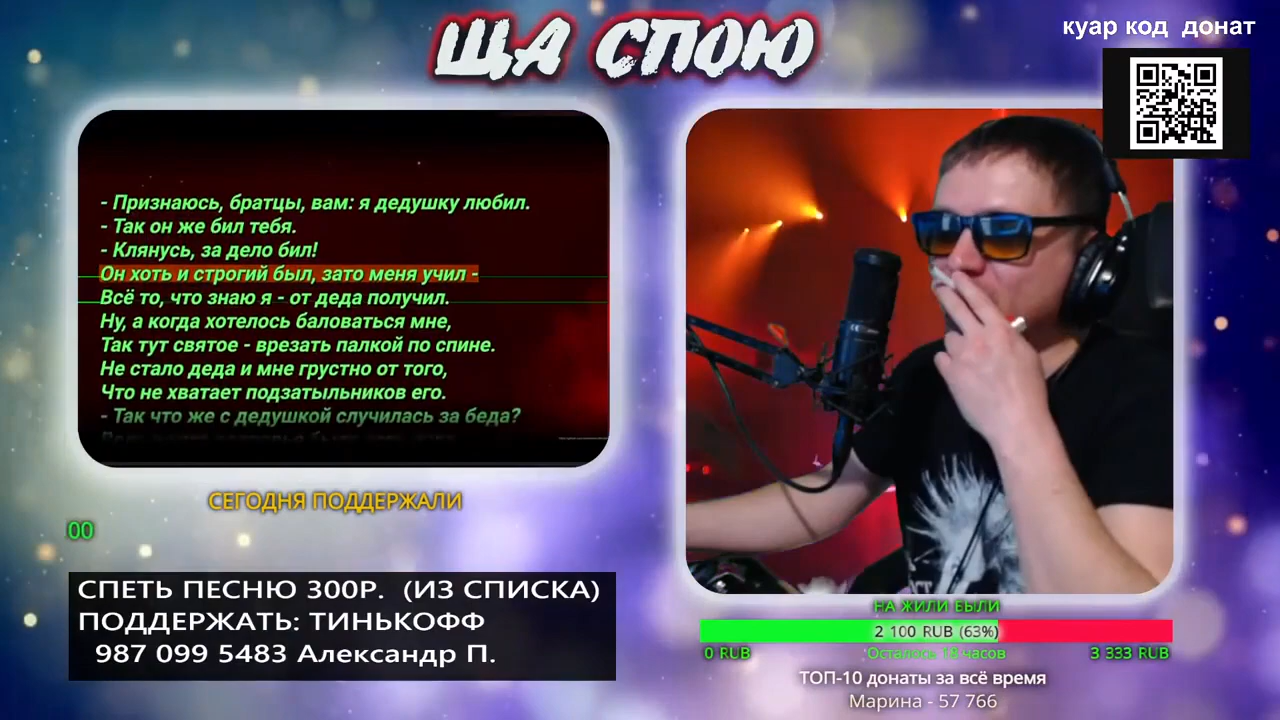 ЩА СПОЮ
куар код донат
- Признаюсь, братцы, вам: я дедушку любил.
- Так он же бил тебя.
- Клянусь, за дело бил!
Он хоть и строгий был, зато меня учил -
Всё то, что знаю я - от деда получил.
Ну, а когда хотелось баловаться мне,
Так тут святое - врезать палкой по спине.
Не стало деда и мне грустно от того,
Что не хватает подзатыльников его.
- Так что же с дедушкой случилась за беда?
СЕГОДНЯ ПОДДЕРЖАЛИ
00
СПЕТЬ ПЕСНЮ 300Р. (ИЗ СПИСКА)
ПОДДЕРЖАТЬ: ТИНЬКОФФ
987 099 5483 Александр П.
НА ЖИЛИ БЫЛИ
2 100 RUB (63%)
0 RUB
Осталось 18 часов
3 333 RUB
ТОП-10 донаты за всё время
Марина - 57 766